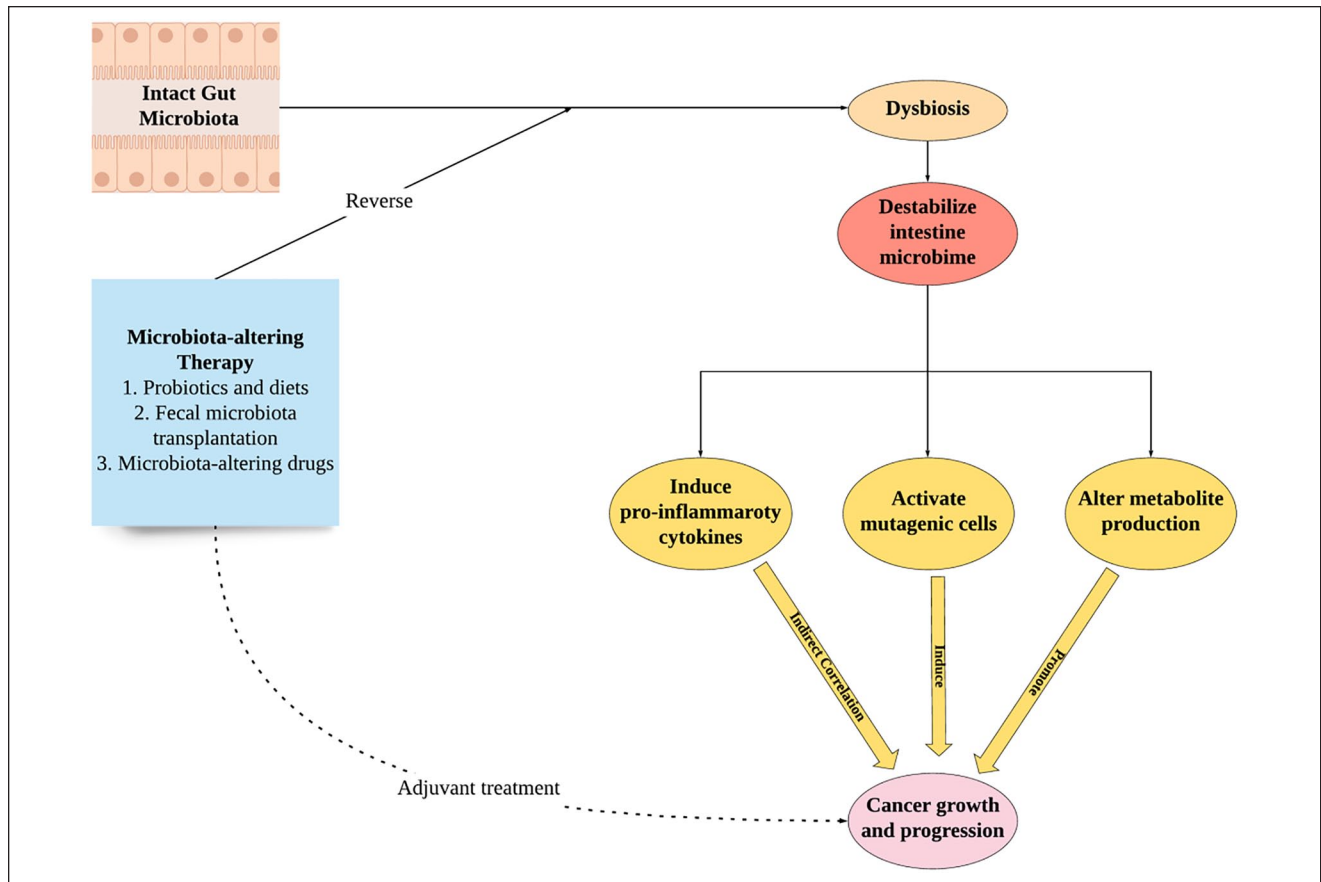 Intact Gut
Microbiota
Dysbiosis
Reverse
Destabilize
intestine
microbime
Microbiota-altering
Therapy
1. Probiotics and diets
2. Fecal microbiota
transplantation
3. Microbiota-altering drugs
Induce
pro-inflammaroty
cytokines
Activate
mutagenic cells
Alter metabolite
production
Indirect Correlation
Induce
Promote
Adjuvant treatment
Cancer growth
and progression